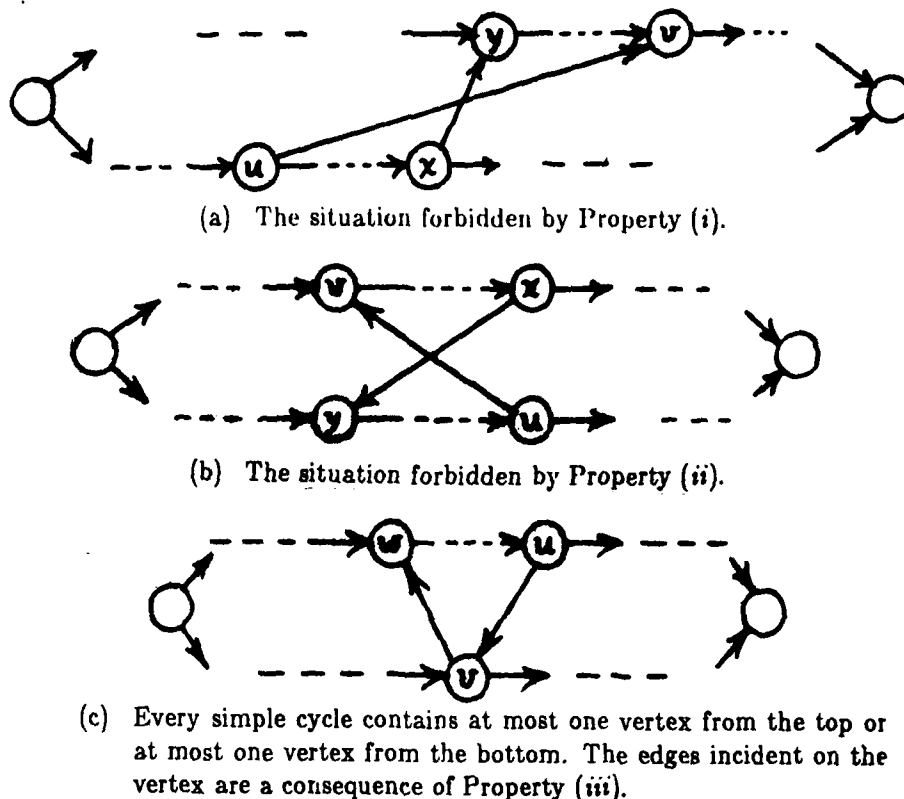 y v
u x
(a) The situation forbidden by Property (i).
v x
y u
(b) The situation forbidden by Property (ii).
w u
v
(c) Every simple cycle contains at most one vertex from the top or
at most one vertex from the bottom. The edges incident on the
vertex are a consequence of Property (iii).